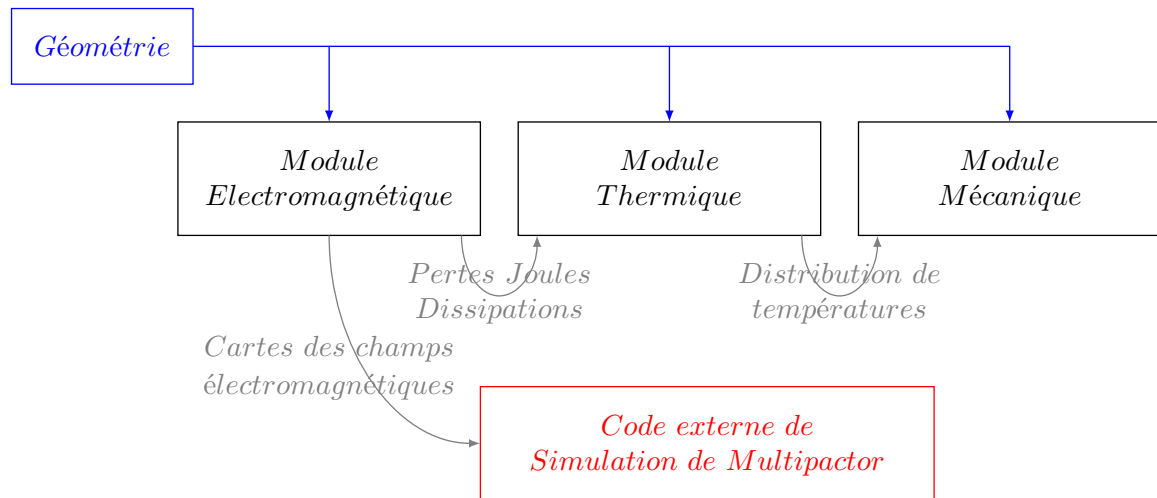 Géométrie
Module
Electromagnétique
Module
Thermique
Module
Mécanique
Pertes Joules
Dissipations
Distribution de
températures
Cartes des champs
électromagnétiques
Code externe de
Simulation de Multipactor